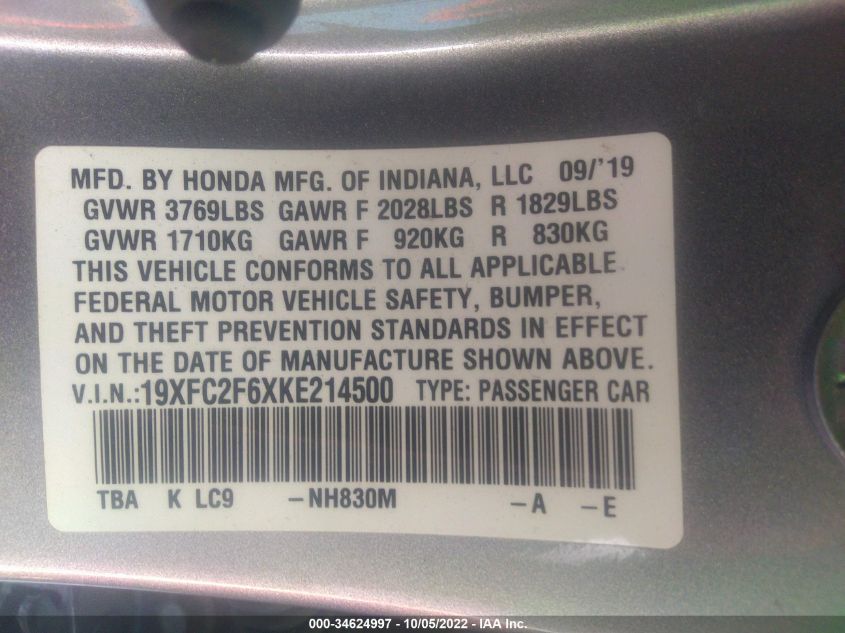 MFD. BY HONDA MFG. OF INDIANA, LLC 09/'19
GVWR 3769LBS GAWR F 2028LBS R 1829LBS
GVWR 1710KG GAWR F 920KG R 830KG
THIS VEHICLE CONFORMS TO ALL APPLICABLE
FEDERAL MOTOR VEHICLE SAFETY, BUMPER,
AND THEFT PREVENTION STANDARDS IN EFFECT
ON THE DATE OF MANUFACTURE SHOWN ABOVE.
V.I.N.:19XFC2F6XKE214500 TYPE: PASSENGER CAR
TBA K LC9 –NH830M –A –E
000-34624997 - 10/05/2022 - IAA Inc.